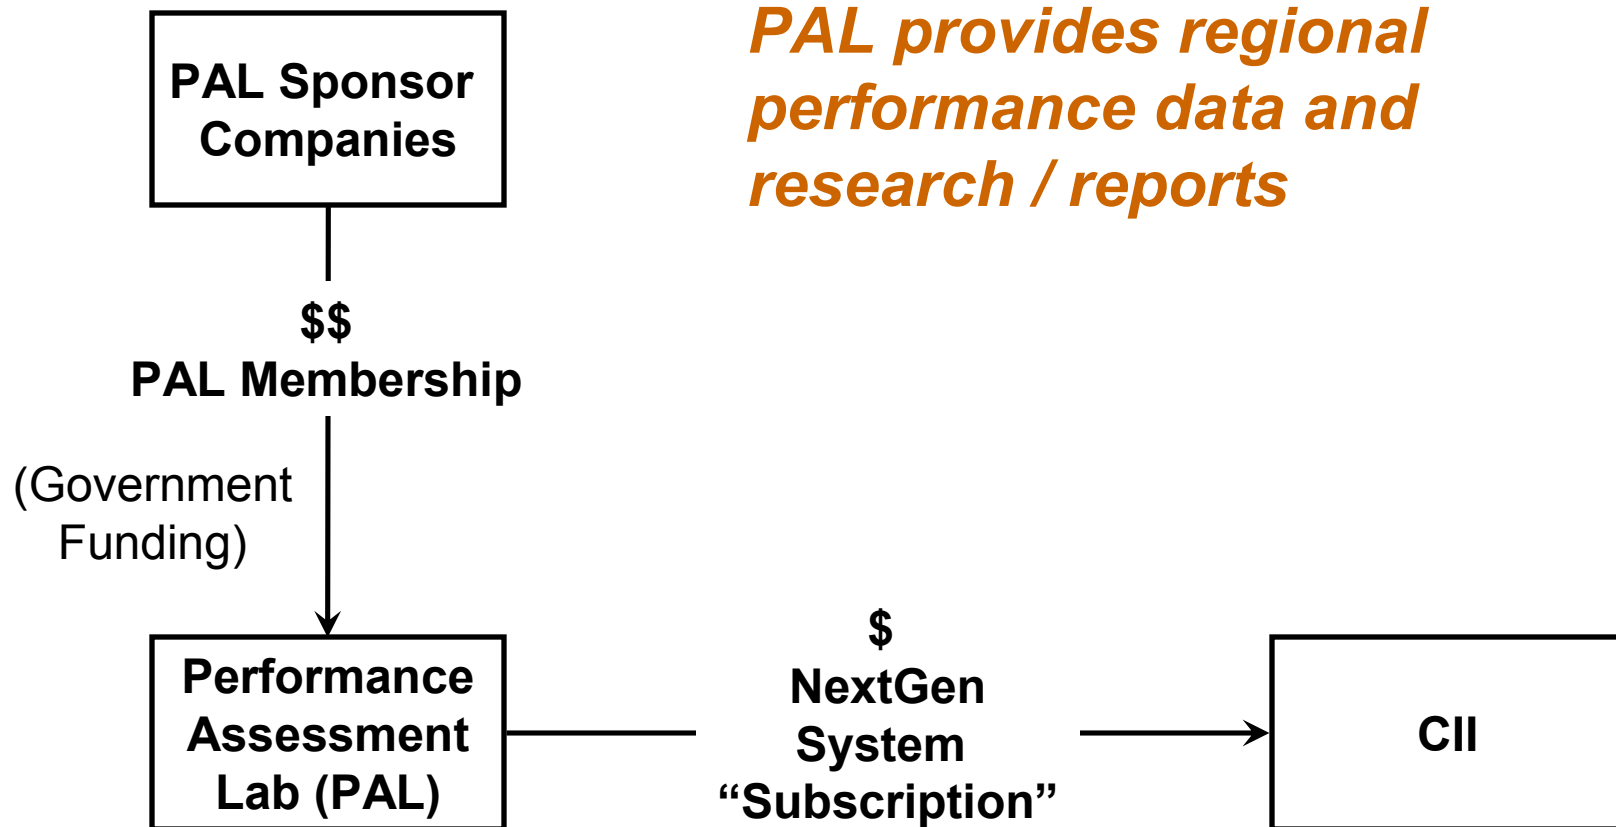 PAL Sponsor
Companies
PAL provides regional
performance data and
research / reports
$$
PAL Membership
(Government
Funding)
Performance
Assessment
Lab (PAL)
$
NextGen
System
“Subscription”
CII